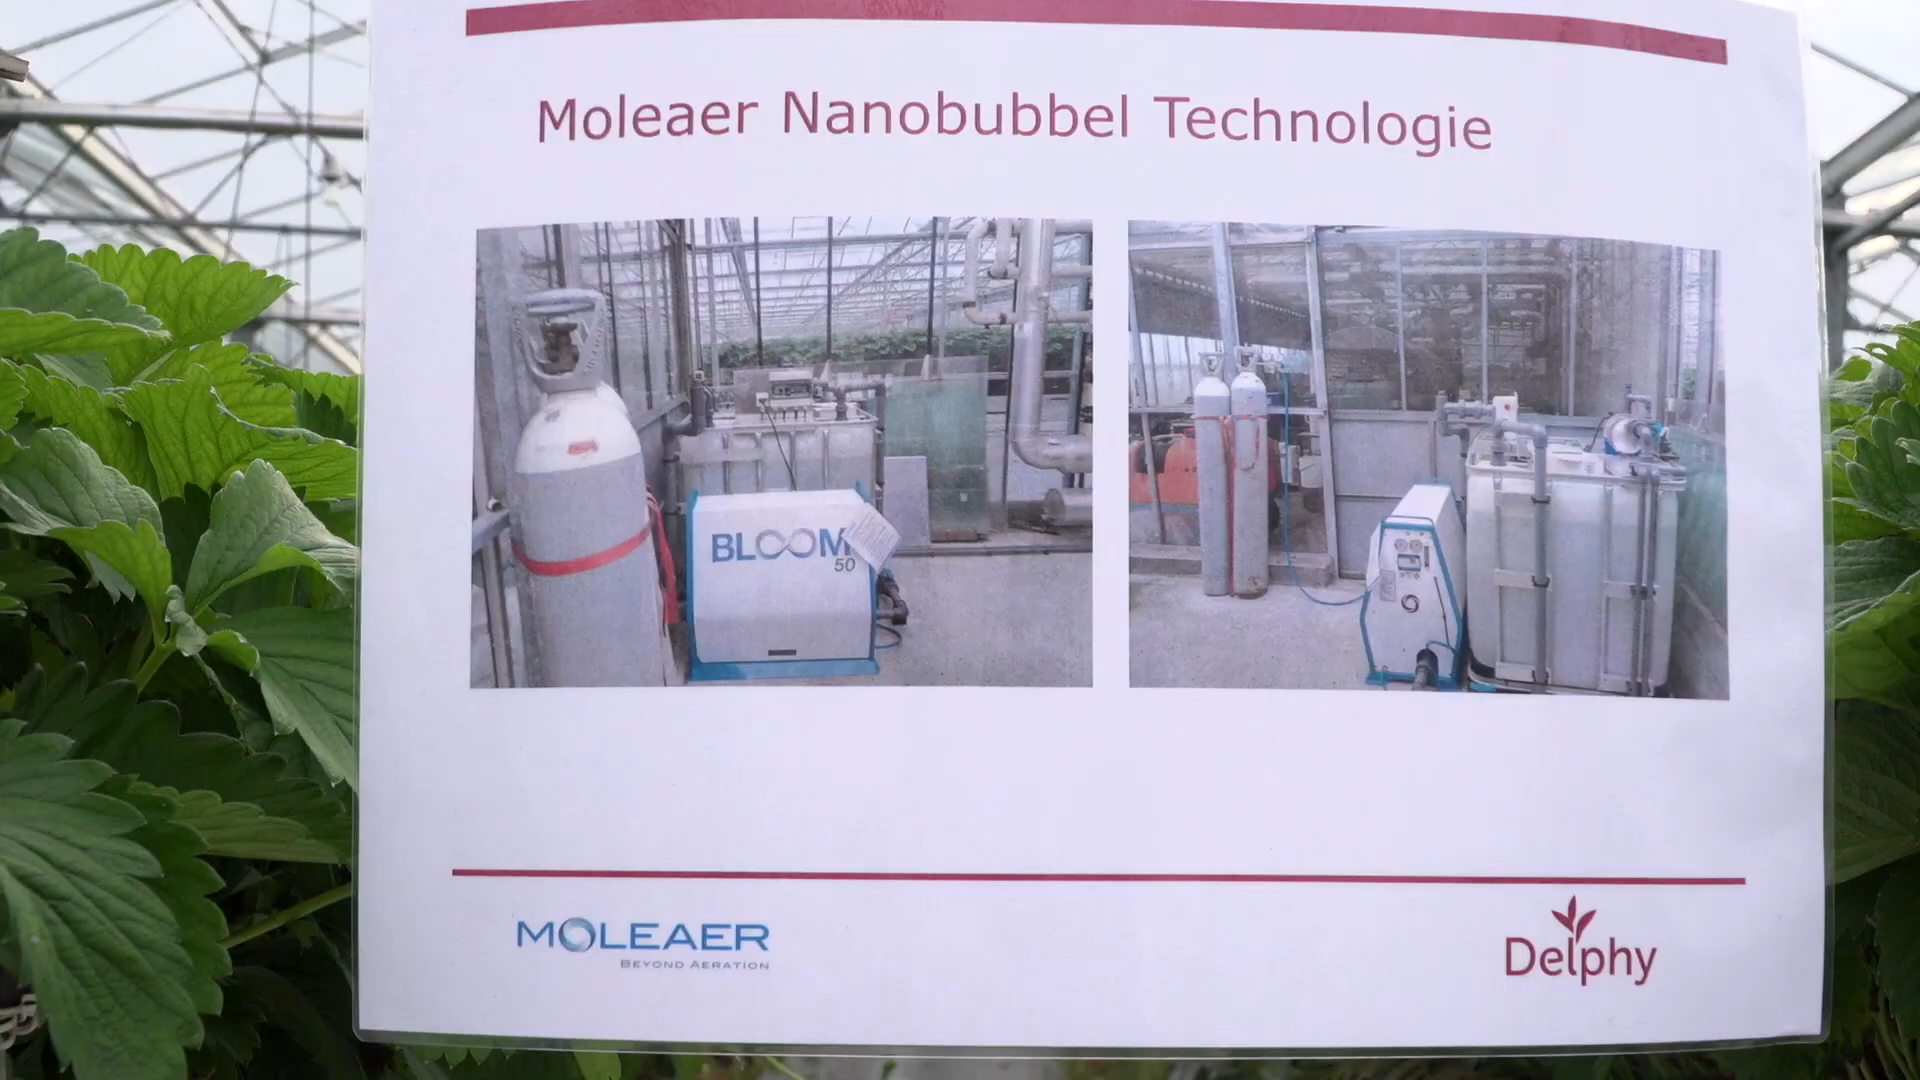 Moleaer Nanobubbel Technologie
BLOOM
50
MOLEAER
BEYOND AERATION
Delphy